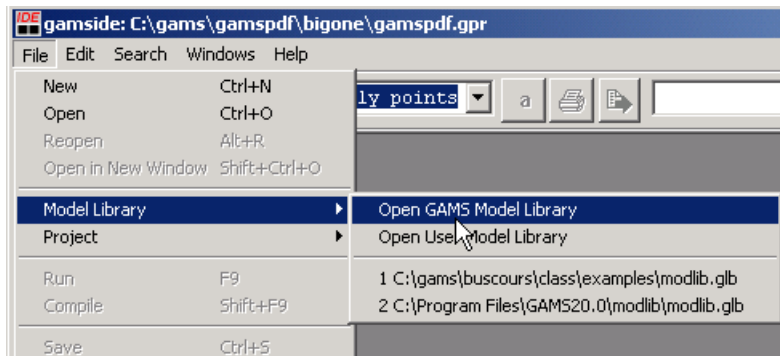 IDE gamside: C:\gams\gamspdf\bigone\gamspdf.gpr
File Edit Search Windows Help
New Ctrl+N
ly points a
Open Ctrl+O
Reopen Alt+R
Open in New Window Shift+Ctrl+O
Model Library Open GAMS Model Library
Project Open User Model Library
Run F9 1 C:\gams\buscours\class\examples\modlib.glb
Compile Shift+F9 2 C:\Program Files\GAMS20.0\modlib\modlib.glb
Save Ctrl+S